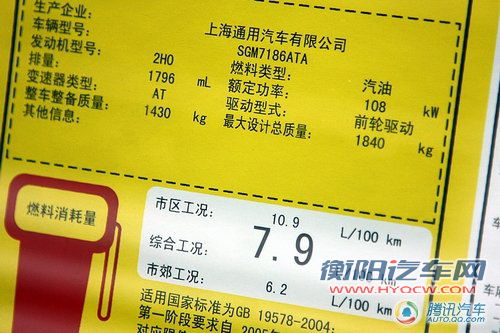 生产企业: 上海通用汽车有限公司
车辆型号: SGM7186ATA
发动机型号: 2H0 燃料类型: 汽油
排量: 1796 mL 额定功率: 108 kW
变速器类型: AT 驱动型式: 前轮驱动
整车整备质量: 1430 kg 最大设计总质量: 1840 kg
其他信息:
燃料消耗量
市区工况: 10.9 L/100 km
综合工况: 7.9 L/100 km
市郊工况: 6.2 L/100 km
适用国家标准为GB 19578-2004:
第一阶段要求自 2005
对应限值
衡阳汽车网
WWW.HYQCW.COM
腾讯汽车
AUTO.QQ.COM